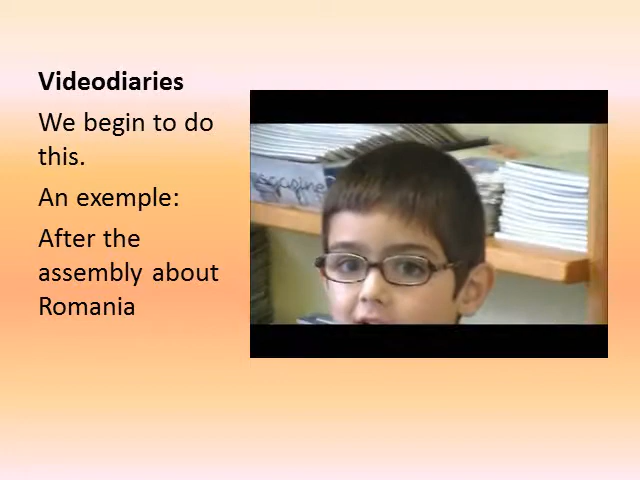 Videodiaries
We begin to do
this.
An exemple:
After the
assembly about
Romania